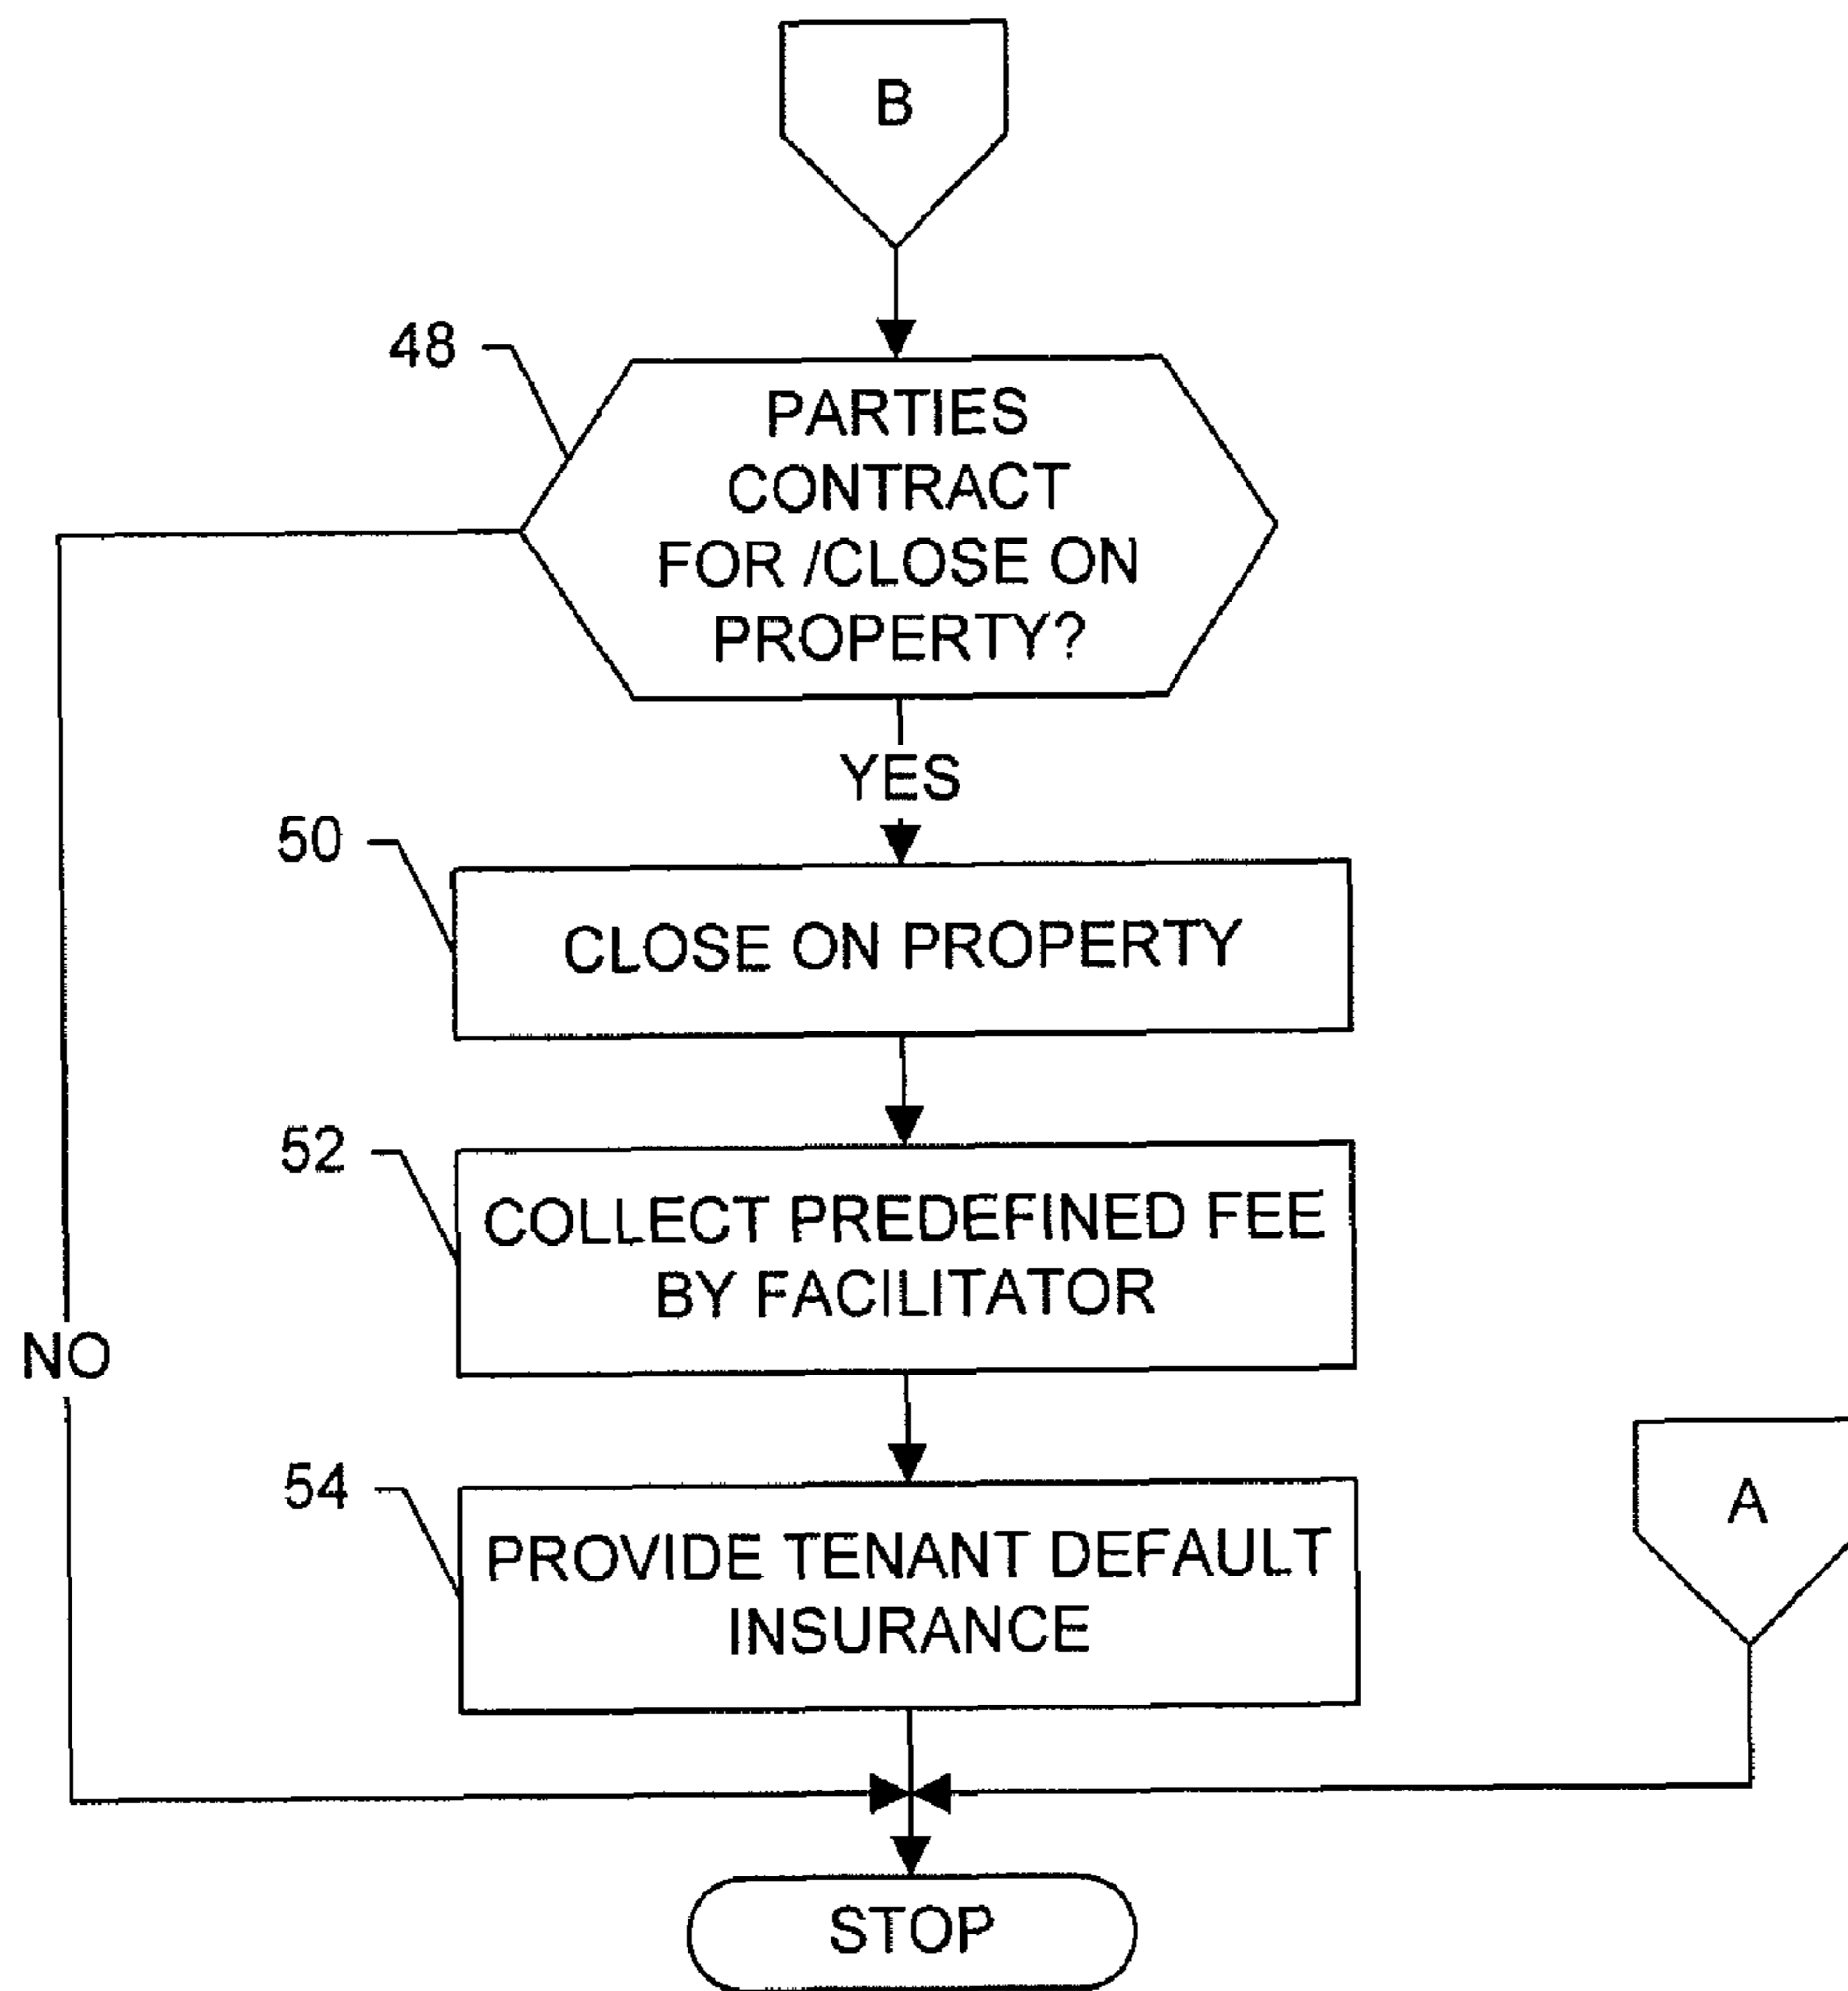 B
48
PARTIES
CONTRACT
FOR /CLOSE ON
PROPERTY?
YES
50
CLOSE ON PROPERTY
52
COLLECT PREDEFINED FEE
BY FACILITATOR
NO
54
PROVIDE TENANT DEFAULT
INSURANCE
A
STOP